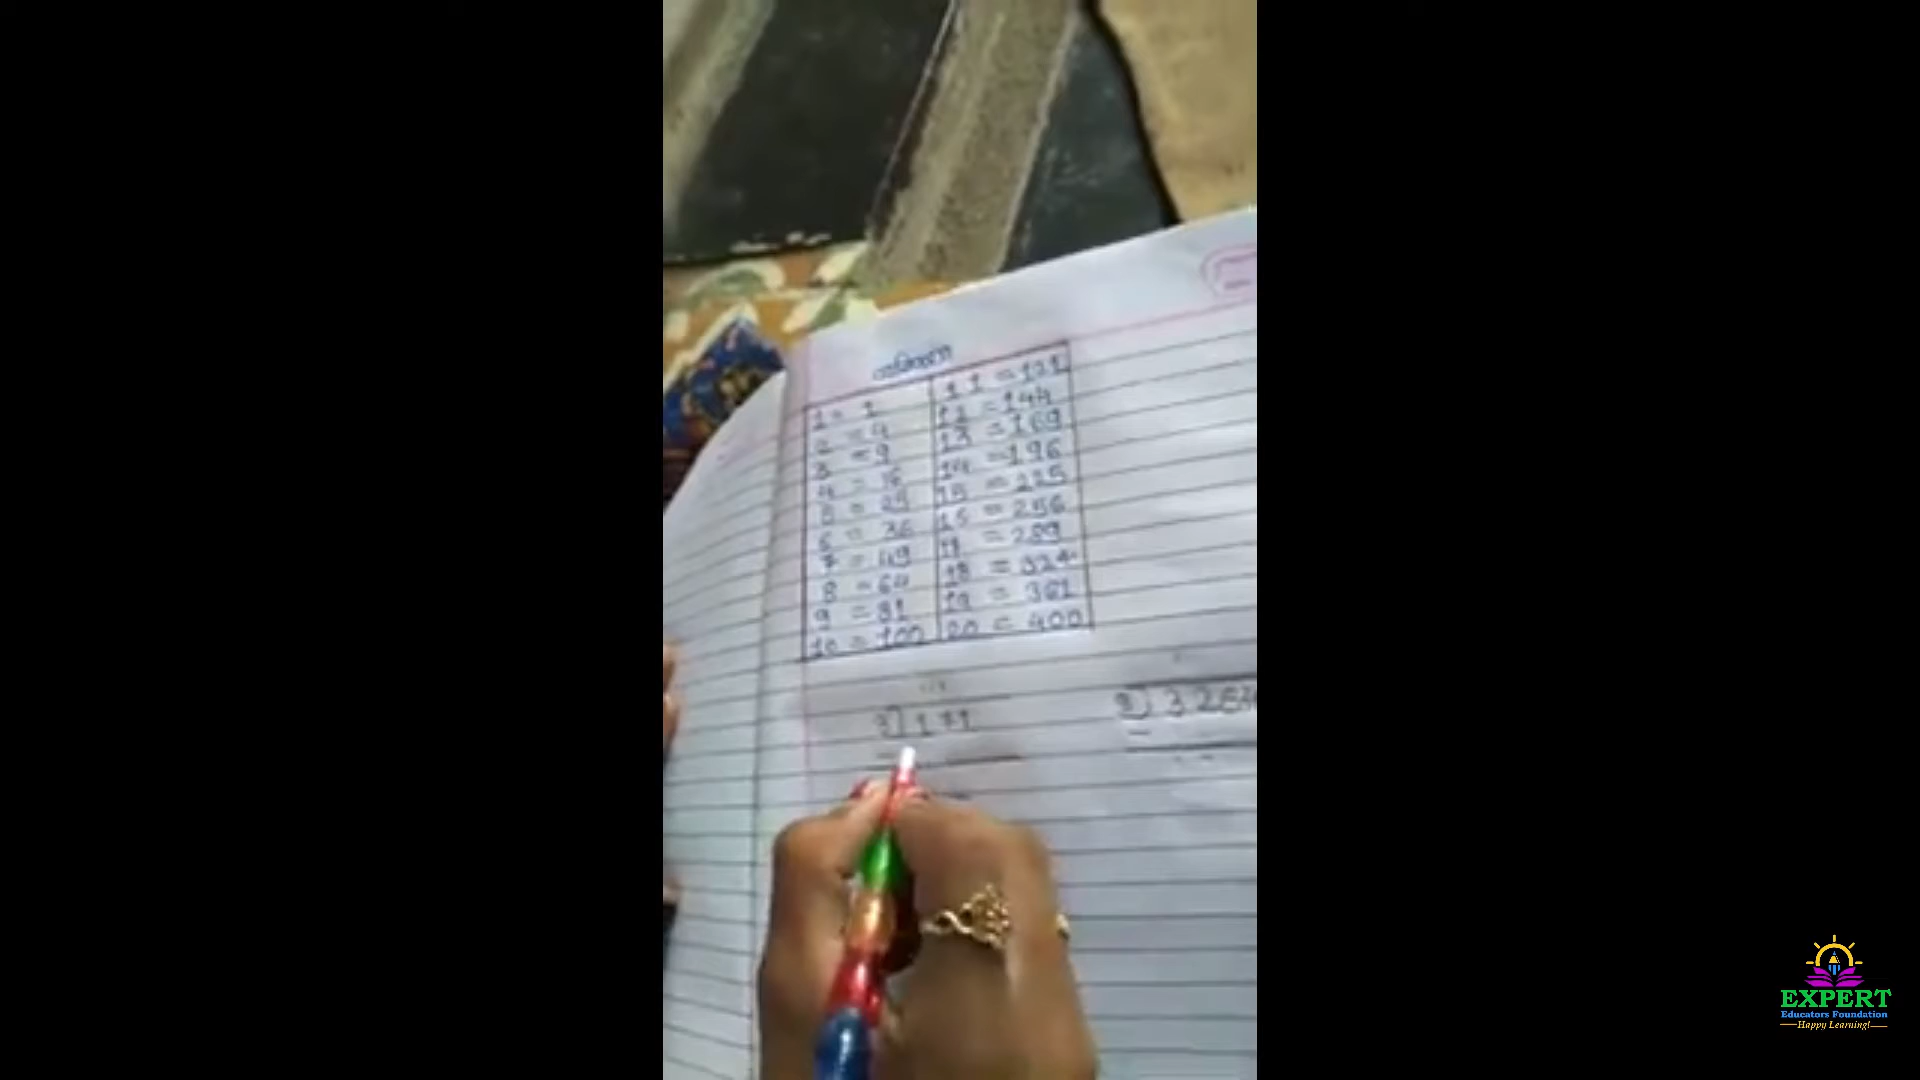 1 = 1
2 = 4
3 = 9
4 = 16
5 = 25
6 = 36
7 = 49
8 = 64
9 = 81
10 = 100
11 = 121
12 = 144
13 = 169
14 = 196
15 = 225
16 = 256
17 = 289
18 = 324
19 = 361
20 = 400
171
EXPERT
Educators Foundation
Happy Learning!